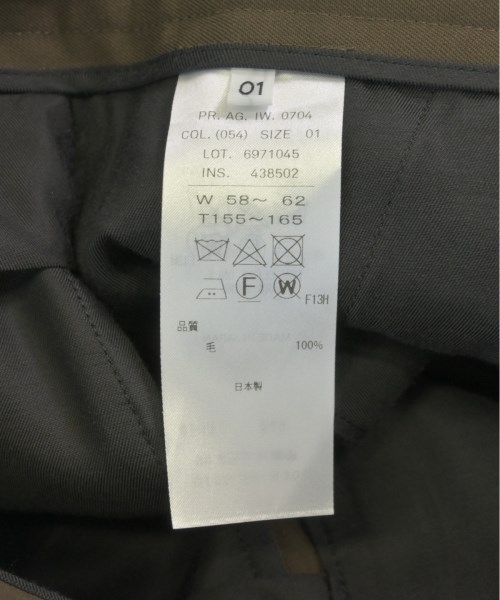 01
PR. AG. IW. 0704
COL. (054) SIZE 01
LOT. 6971045
INS. 438502
W 58～ 62
T155～165
F W F13H
品質
毛 100%
日本製